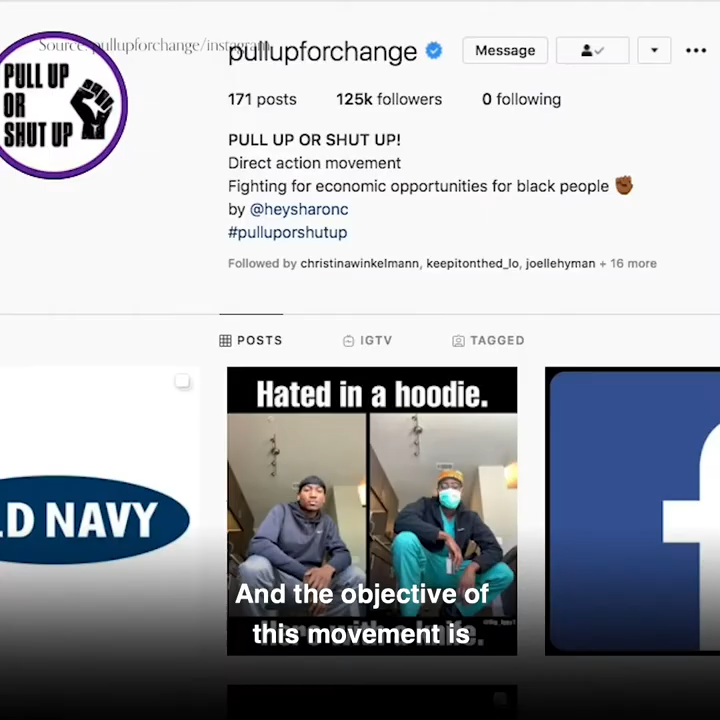 Source: pullupforchange/instagram
pullupforchange
Message
171 posts 125k followers 0 following
PULL UP
OR
SHUT UP
PULL UP OR SHUT UP!
Direct action movement
Fighting for economic opportunities for black people
by @heysharonc
#pulluporshutup
Followed by christinawinkelmann, keepitonthed_lo, joellehyman + 16 more
POSTS IGTV TAGGED
Hated in a hoodie.
LD NAVY
f
And the objective of
this movement is